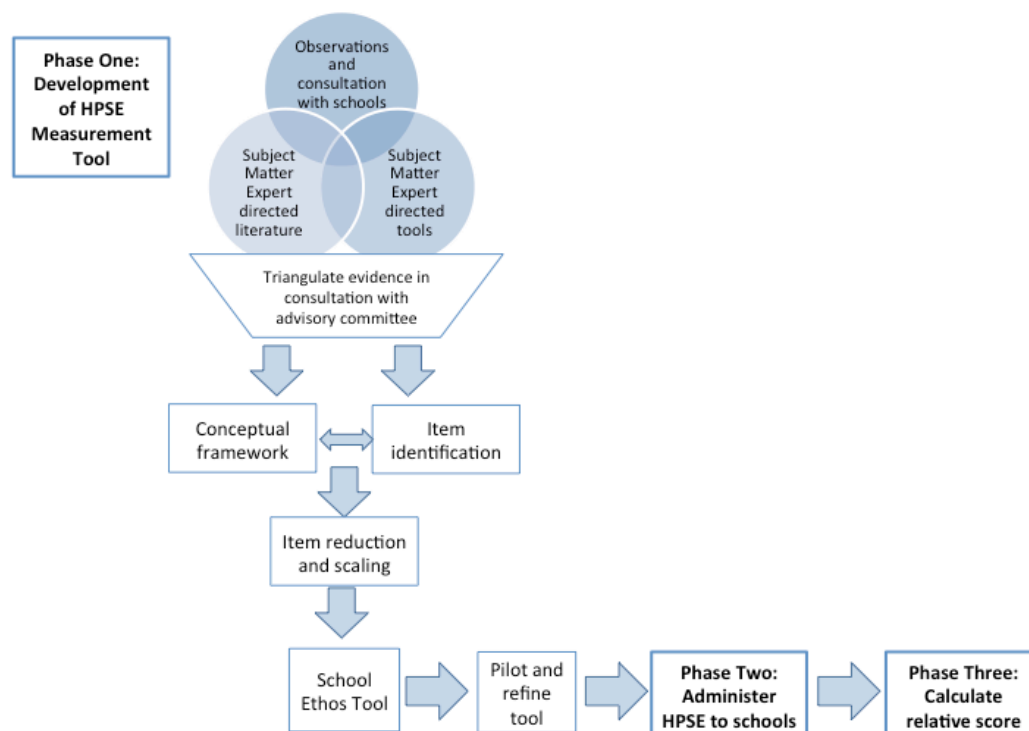 Phase One:
Development
of HPSE
Measurement
Tool
Observations
and
consultation
with schools
Subject
Matter
Expert
directed
literature
Subject
Matter
Expert
directed
tools
Triangulate evidence in
consultation with
advisory committee
Conceptual
framework
Item
identification
Item reduction
and scaling
School
Ethos Tool
Pilot and
refine
tool
Phase Two:
Administer
HPSE to schools
Phase Three:
Calculate
relative score